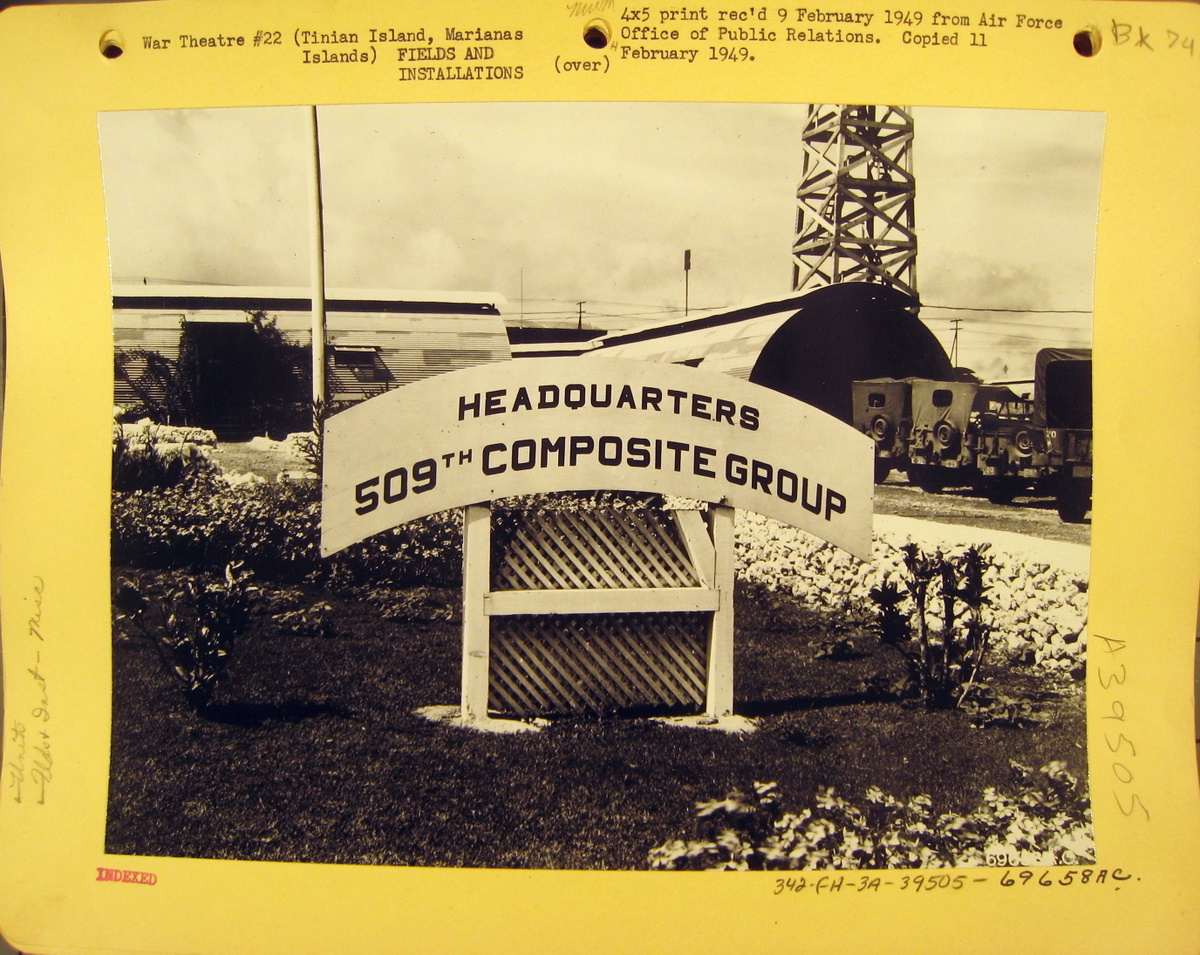 War Theatre #22 (Tinian Island, Marianas
Islands) FIELDS AND
INSTALLATIONS
(over)
4x5 print rec'd 9 February 1949 from Air Force
Office of Public Relations. Copied 11
February 1949.
BK 74
HEADQUARTERS
509TH COMPOSITE GROUP
A39505
Units
INDEXED
342-FH-3A-39505-69658AC.